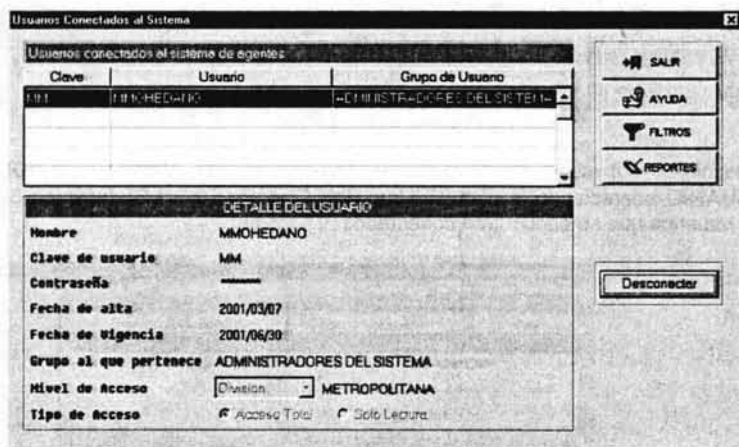 Usuarios Conectados al Sistema
Usuarios conectados al sistema de agentes
Clave Usuario Grupo de Usuario
MM MMOHEDANO ADMINISTRADORES DEL SISTEMA
SALIR
AYUDA
FILTROS
REPORTES
DETALLE DEL USUARIO
Nombre MMOHEDANO
Clave de usuario MM
Contraseña
Fecha de alta 2001/03/07
Fecha de Vigencia 2001/06/30
Grupo al que pertenece ADMINISTRADORES DEL SISTEMA
Nivel de Acceso Division METROPOLITANA
Tipo de Acceso Acceso Total Solo Lectura
Desconectar